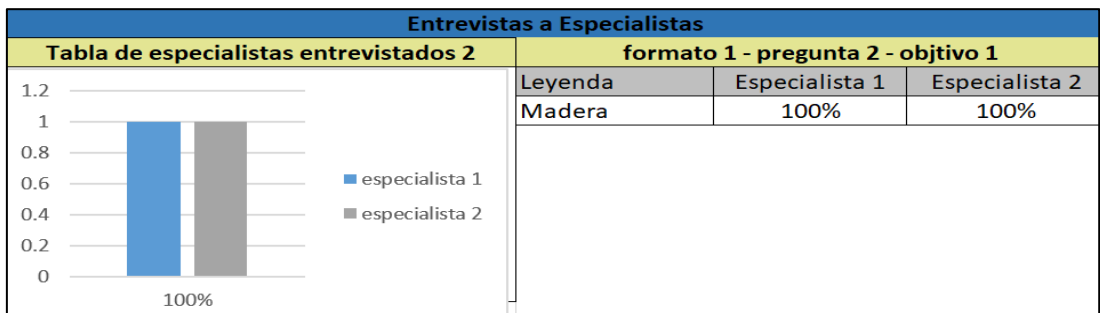 Entrevistas a Especialistas
Tabla de especialistas entrevistados 2
formato 1 - pregunta 2 - objtivo 1
Leyenda Especialista 1 Especialista 2
Madera 100% 100%
1.2
1
0.8
0.6
0.4
0.2
0
100%
especialista 1
especialista 2